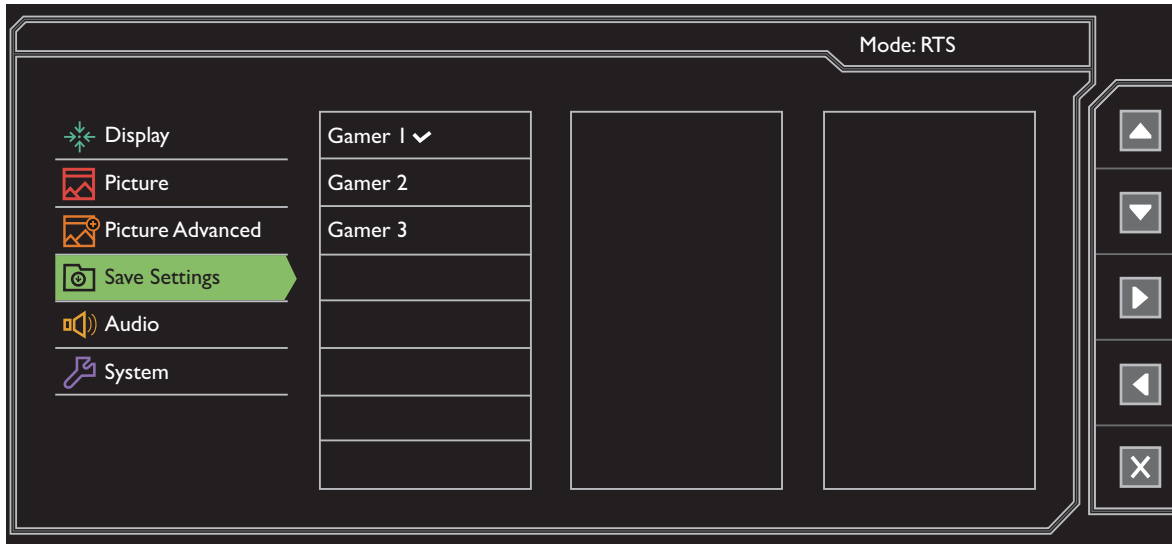 Mode: RTS
Display
Picture
Picture Advanced
Save Settings
Audio
System
Gamer 1
Gamer 2
Gamer 3